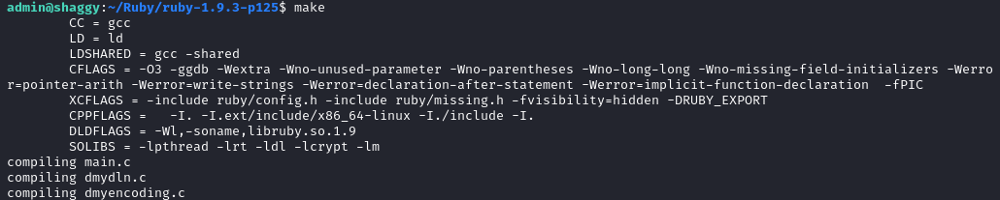 admin@shaggy:~/Ruby/ruby-1.9.3-p125$ make
        CC = gcc
        LD = ld
        LDSHARED = gcc -shared
        CFLAGS = -O3 -ggdb -Wextra -Wno-unused-parameter -Wno-parentheses -Wno-long-long -Wno-missing-field-initializers -Werro
r=pointer-arith -Werror=write-strings -Werror=declaration-after-statement -Werror=implicit-function-declaration  -fPIC
        XCFLAGS = -include ruby/config.h -include ruby/missing.h -fvisibility=hidden -DRUBY_EXPORT
        CPPFLAGS =   -I. -I.ext/include/x86_64-linux -I./include -I.
        DLDFLAGS = -Wl,-soname,libruby.so.1.9
        SOLIBS = -lpthread -lrt -ldl -lcrypt -lm
compiling main.c
compiling dmydln.c
compiling dmyencoding.c